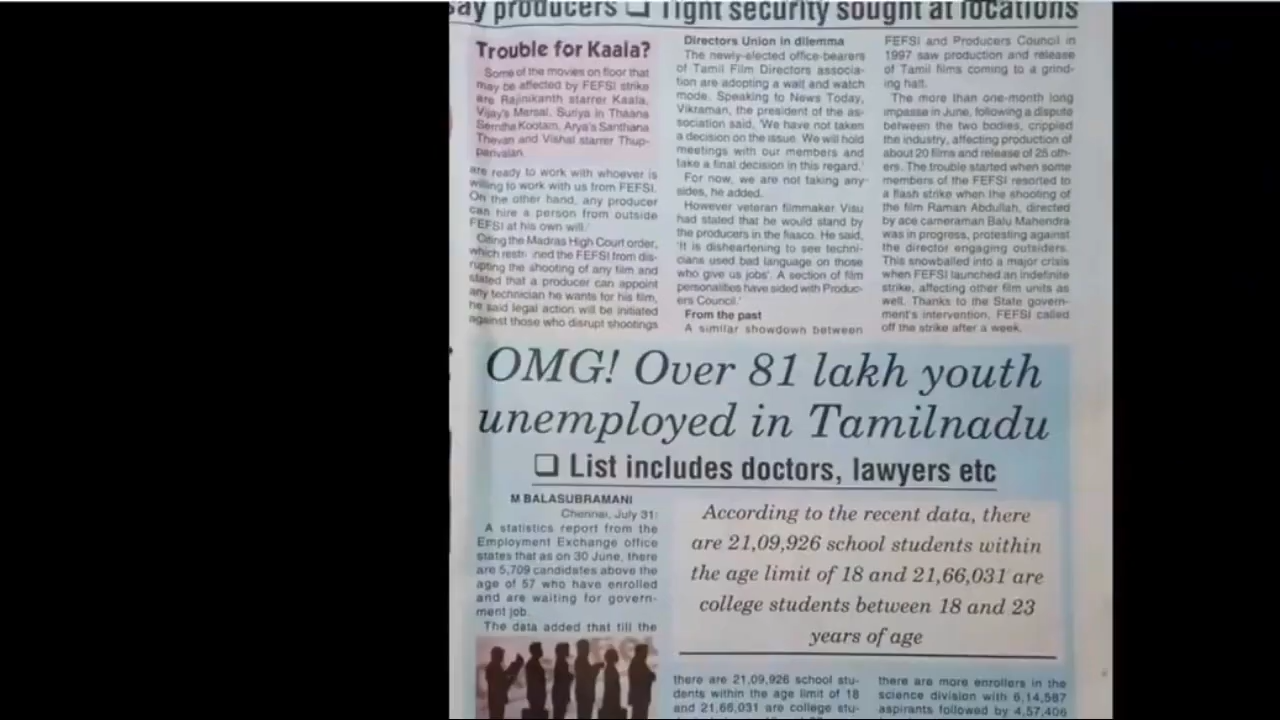 say producers ❑ Tight security sought at locations
Trouble for Kaala?
Some of the movies on floor that
may be affected by FEFSI strike
are Rajinikanth starrer Kaala,
Vijay's Mersal, Suriya in Thaana
Serntha Kootam, Arya's Santhana
Thevan and Vishal starrer Thup-
parivalan.
are ready to work with whoever is
willing to work with us from FEFSI.
On the other hand, any producer
can hire a person from outside
FEFSI at his own will.'
Citing the Madras High Court order,
which restrained the FEFSI from dis-
rupting the shooting of any film and
stated that a producer can appoint
any technician he wants for his film,
he said legal action will be initiated
against those who disrupt shootings
Directors Union in dilemma
The newly-elected office-bearers
of Tamil Film Directors associa-
tion are adopting a wait and watch
mode. Speaking to News Today,
Vikraman, the president of the as-
sociation said, 'We have not taken
a decision on the issue. We will hold
meetings with our members and
take a final decision in this regard.'
For now, we are not taking any-
sides, he added.
However veteran filmmaker Visu
had stated that he would stand by
the producers in the fiasco. He said,
'It is disheartening to see techni-
cians used bad language on those
who give us jobs'. A section of film
personalities have sided with Produc-
ers Council.'
From the past
A similar showdown between
FEFSI and Producers Council in
1997 saw production and release
of Tamil films coming to a grind-
ing halt.
The more than one-month long
impasse in June, following a dispute
between the two bodies, crippled
the industry, affecting production of
about 20 films and release of 25 oth-
ers. The trouble started when some
members of the FEFSI resorted to
a flash strike when the shooting of
the film Raman Abdullah, directed
by ace cameraman Balu Mahendra
was in progress, protesting against
the director engaging outsiders.
This snowballed into a major crisis
when FEFSI launched an indefinite
strike, affecting other film units as
well. Thanks to the State govern-
ment's intervention, FEFSI called
off the strike after a week.
OMG! Over 81 lakh youth
unemployed in Tamilnadu
❑ List includes doctors, lawyers etc
M BALASUBRAMANI
Chennai, July 31:
A statistics report from the
Employment Exchange office
states that as on 30 June, there
are 5,709 candidates above the
age of 57 who have enrolled
and are waiting for govern-
ment job.
The data added that till the
According to the recent data, there
are 21,09,926 school students within
the age limit of 18 and 21,66,031 are
college students between 18 and 23
years of age
there are 21,09,926 school stu-
dents within the age limit of 18
and 21,66,031 are college stu-
there are more enrollers in the
science division with 6,14,587
aspirants followed by 4,57,406